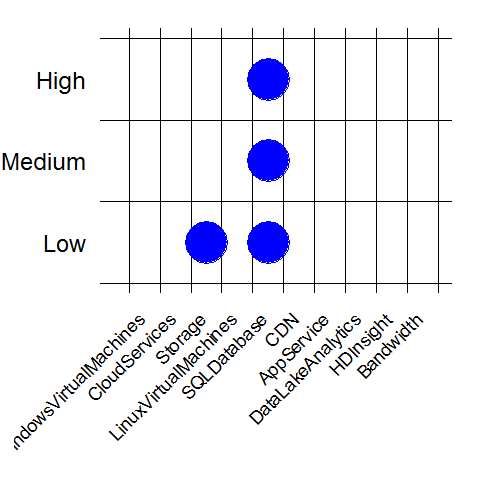 High
Medium
Low
ndowsVirtualMachines
CloudServices
Storage
LinuxVirtualMachines
SQLDatabase
CDN
AppService
DataLakeAnalytics
HDInsight
Bandwidth